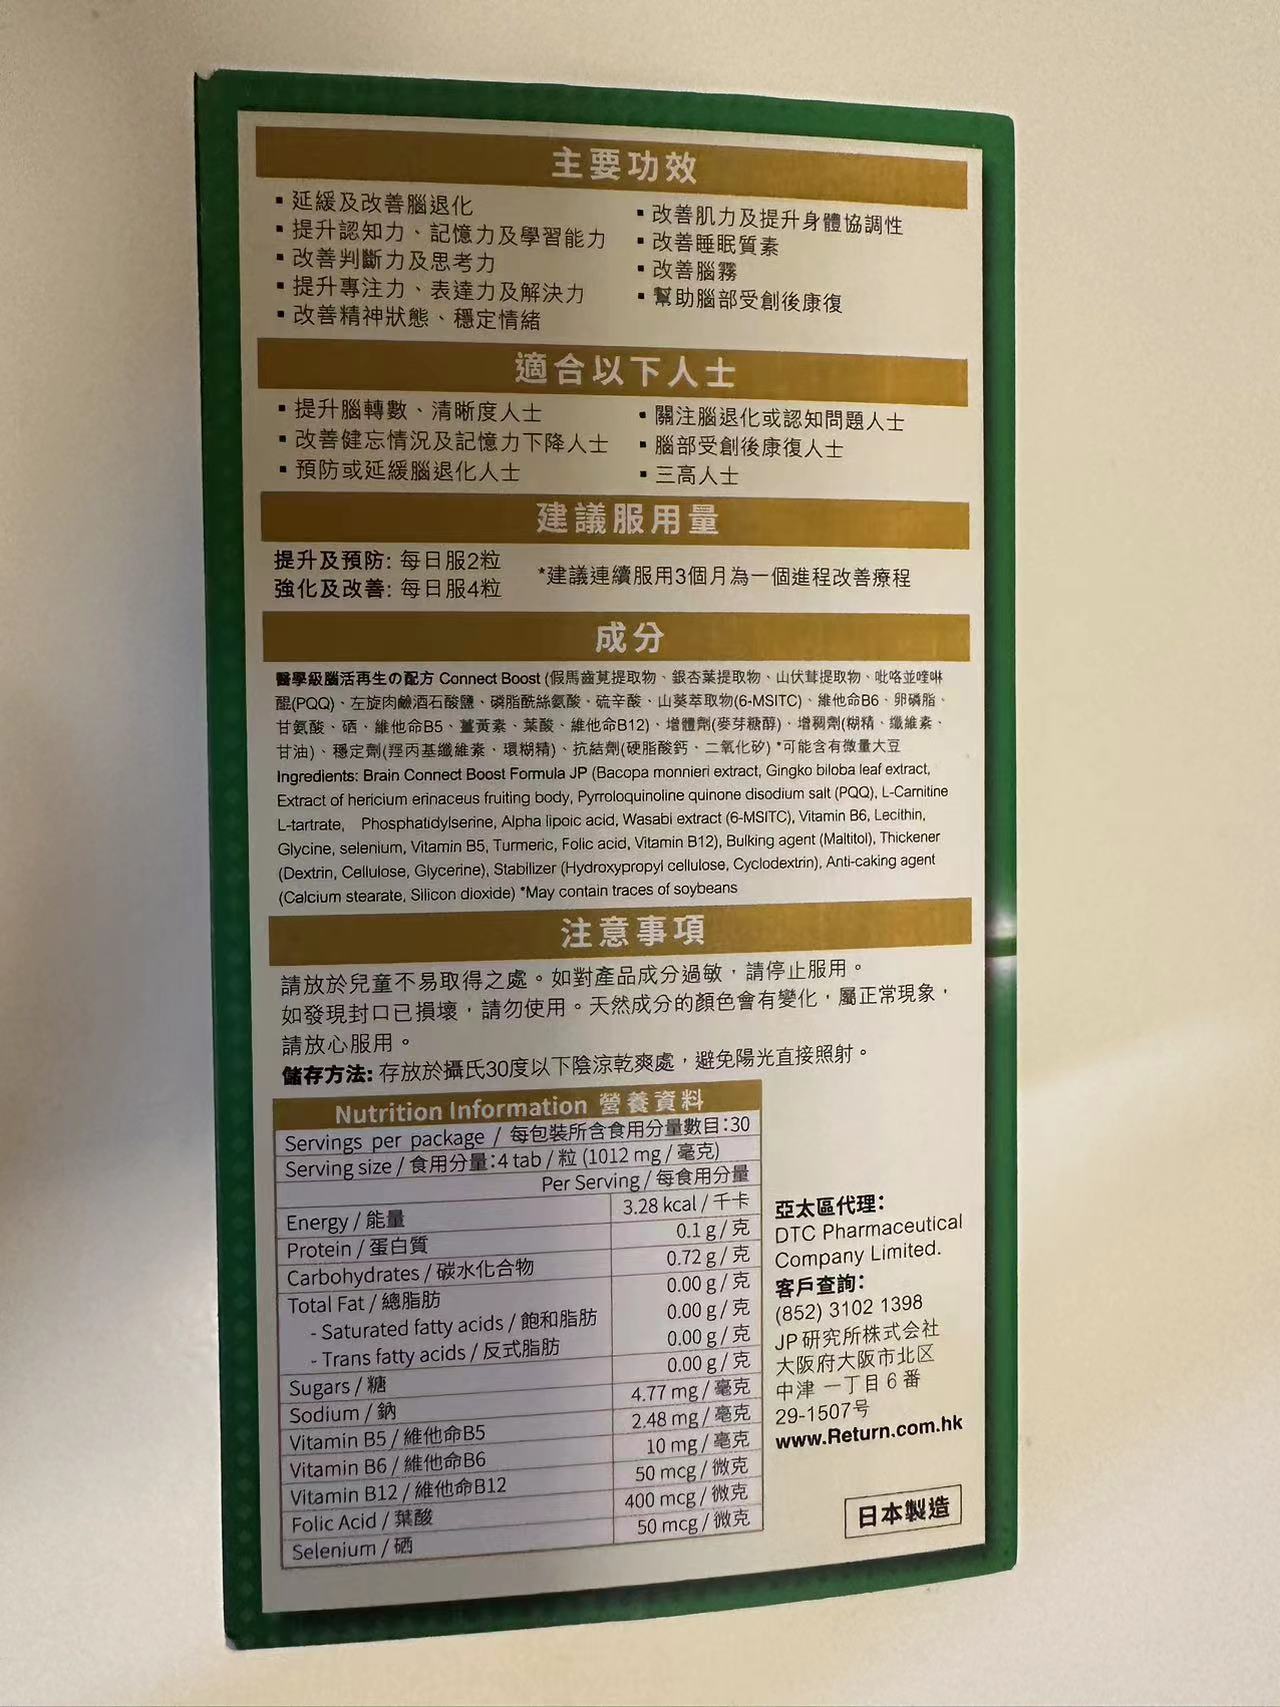 主要功效
▪ 延緩及改善腦退化
▪ 提升認知力、記憶力及學習能力
▪ 改善判斷力及思考力
▪ 提升專注力、表達力及解決力
▪ 改善精神狀態、穩定情緒
▪ 改善肌力及提升身體協調性
▪ 改善睡眠質素
▪ 改善腦霧
▪ 幫助腦部受創後康復
適合以下人士
▪ 提升腦轉數、清晰度人士
▪ 改善健忘情況及記憶力下降人士
▪ 預防或延緩腦退化人士
▪ 關注腦退化或認知問題人士
▪ 腦部受創後康復人士
▪ 三高人士
建議服用量
提升及預防: 每日服2粒
強化及改善: 每日服4粒
*建議連續服用3個月為一個進程改善療程
成分
醫學級腦活再生の配方 Connect Boost (假馬齒莧提取物、銀杏葉提取物、山伏茸提取物、吡咯並喹啉
醌(PQQ)、左旋肉鹼酒石酸鹽、磷脂酰絲氨酸、硫辛酸、山葵萃取物(6-MSITC)、維他命B6、卵磷脂、
甘氨酸、硒、維他命B5、薑黃素、葉酸、維他命B12)、增體劑(麥芽糖醇)、增稠劑(糊精、纖維素、
甘油)、穩定劑(羥丙基纖維素、環糊精)、抗結劑(硬脂酸鈣、二氧化矽) *可能含有微量大豆
Ingredients: Brain Connect Boost Formula JP (Bacopa monnieri extract, Gingko biloba leaf extract,
Extract of hericium erinaceus fruiting body, Pyrroloquinoline quinone disodium salt (PQQ), L-Carnitine
L-tartrate, Phosphatidylserine, Alpha lipoic acid, Wasabi extract (6-MSITC), Vitamin B6, Lecithin,
Glycine, selenium, Vitamin B5, Turmeric, Folic acid, Vitamin B12), Bulking agent (Maltitol), Thickener
(Dextrin, Cellulose, Glycerine), Stabilizer (Hydroxypropyl cellulose, Cyclodextrin), Anti-caking agent
(Calcium stearate, Silicon dioxide) *May contain traces of soybeans
注意事項
請放於兒童不易取得之處。如對產品成分過敏，請停止服用。
如發現封口已損壞，請勿使用。天然成分的顏色會有變化，屬正常現象，
請放心服用。
儲存方法: 存放於攝氏30度以下陰涼乾爽處，避免陽光直接照射。
Nutrition Information 營養資料
Servings per package / 每包裝所含食用分量數目:30
Serving size / 食用分量:4 tab / 粒 (1012 mg / 毫克)
Per Serving / 每食用分量
Energy / 能量 3.28 kcal / 千卡
Protein / 蛋白質 0.1 g / 克
Carbohydrates / 碳水化合物 0.72 g / 克
Total Fat / 總脂肪 0.00 g / 克
- Saturated fatty acids / 飽和脂肪 0.00 g / 克
- Trans fatty acids / 反式脂肪 0.00 g / 克
Sugars / 糖 0.00 g / 克
Sodium / 鈉 4.77 mg / 毫克
Vitamin B5 / 維他命B5 2.48 mg / 毫克
Vitamin B6 / 維他命B6 10 mg / 毫克
Vitamin B12 / 維他命B12 50 mcg / 微克
Folic Acid / 葉酸 400 mcg / 微克
Selenium / 硒 50 mcg / 微克
亞太區代理:
DTC Pharmaceutical
Company Limited.
客戶查詢:
(852) 3102 1398
JP研究所株式会社
大阪府大阪市北区
中津 一丁目6番
29-1507号
www.Return.com.hk
日本製造